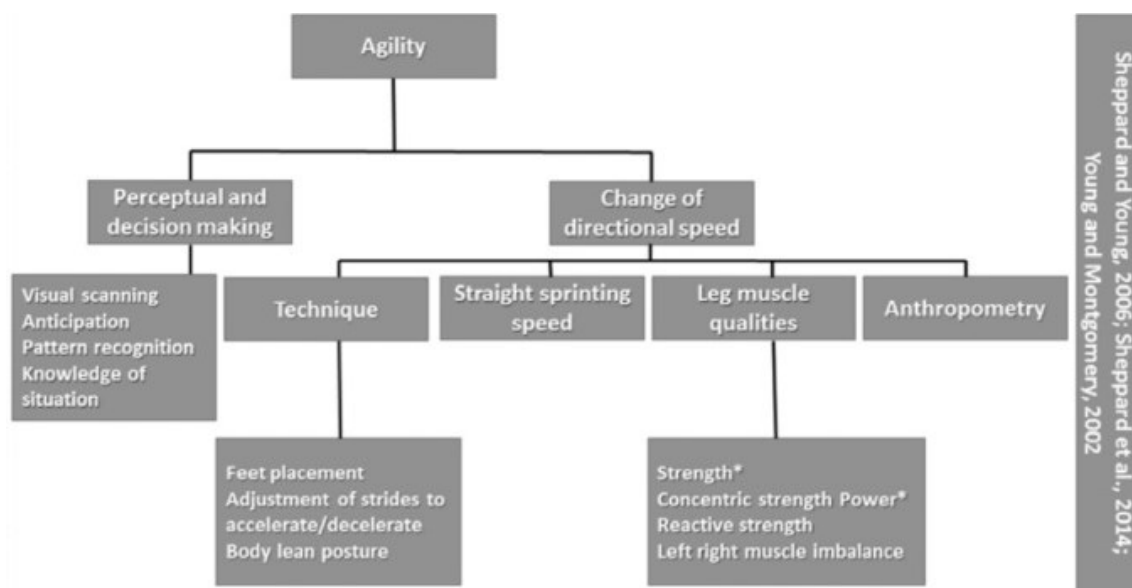 Agility
Perceptual and
decision making
Change of
directional speed
Visual scanning
Anticipation
Pattern recognition
Knowledge of
situation
Technique
Straight sprinting
speed
Leg muscle
qualities
Anthropometry
Feet placement
Adjustment of strides to
accelerate/decelerate
Body lean posture
Strength*
Concentric strength Power*
Reactive strength
Left right muscle imbalance
Sheppard and Young, 2006; Sheppard et al., 2014;
Young and Montgomery, 2002